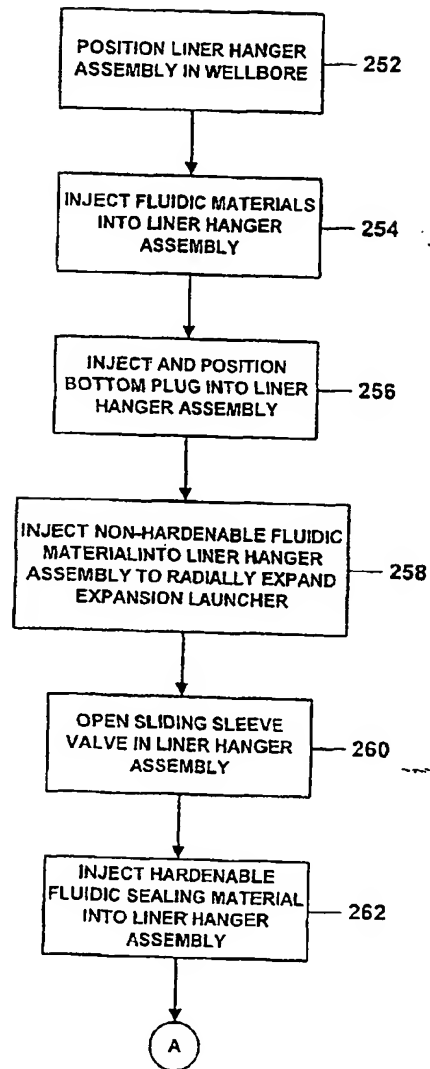 POSITION LINER HANGER
ASSEMBLY IN WELLBORE
252
INJECT FLUIDIC MATERIALS
INTO LINER HANGER
ASSEMBLY
254
INJECT AND POSITION
BOTTOM PLUG INTO LINER
HANGER ASSEMBLY
256
INJECT NON-HARDENABLE FLUIDIC
MATERIALINTO LINER HANGER
ASSEMBLY TO RADIALLY EXPAND
EXPANSION LAUNCHER
258
OPEN SLIDING SLEEVE
VALVE IN LINER HANGER
ASSEMBLY
260
INJECT HARDENABLE
FLUIDIC SEALING MATERIAL
INTO LINER HANGER
ASSEMBLY
262
A